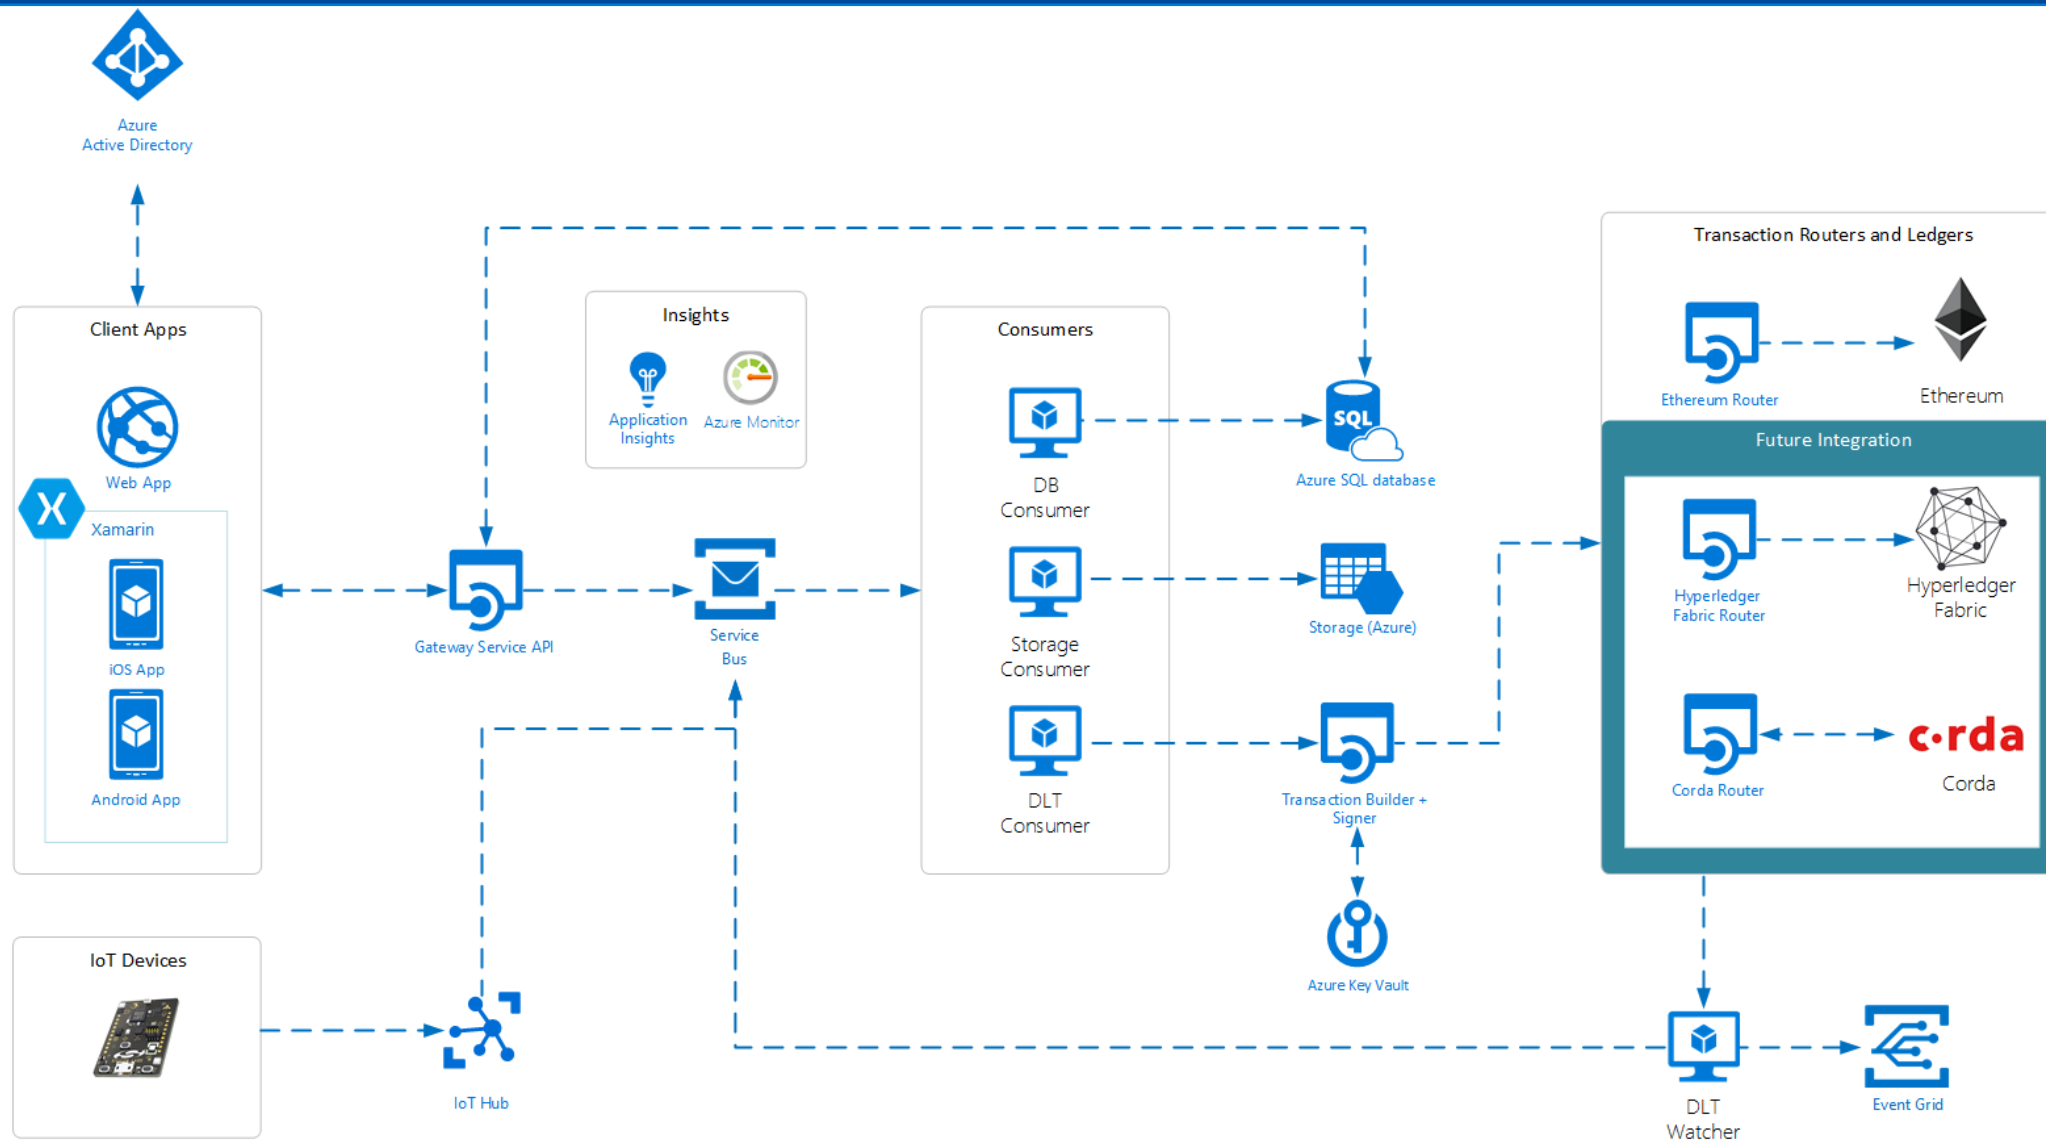 Azure
Active Directory
Client Apps
Web App
X
Xamarin
iOS App
Android App
IoT Devices
IoT Hub
Gateway Service API
Insights
Application
Insights
Azure Monitor
Service
Bus
Consumers
DB
Consumer
Storage
Consumer
DLT
Consumer
SQL
Azure SQL database
Storage (Azure)
Transaction Builder +
Signer
Azure Key Vault
Transaction Routers and Ledgers
Ethereum Router
Ethereum
Future Integration
Hyperledger
Fabric Router
Hyperledger
Fabric
c·rda
Corda Router
Corda
DLT
Watcher
Event Grid